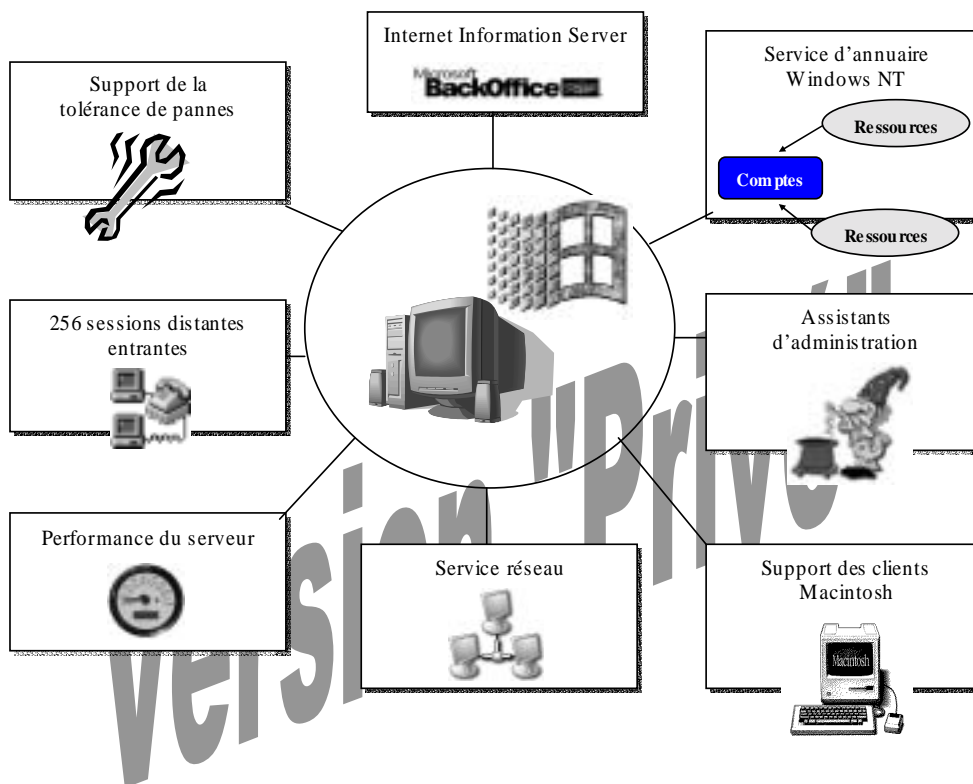 Internet Information Server
Microsoft
BackOffice
Support de la
tolérance de pannes
Service d'annuaire
Windows NT
Ressources
Comptes
Ressources
256 sessions distantes
entrantes
Assistants
d'administration
Performance du serveur
Service réseau
Support des clients
Macintosh
Macintosh
Version "Privé"